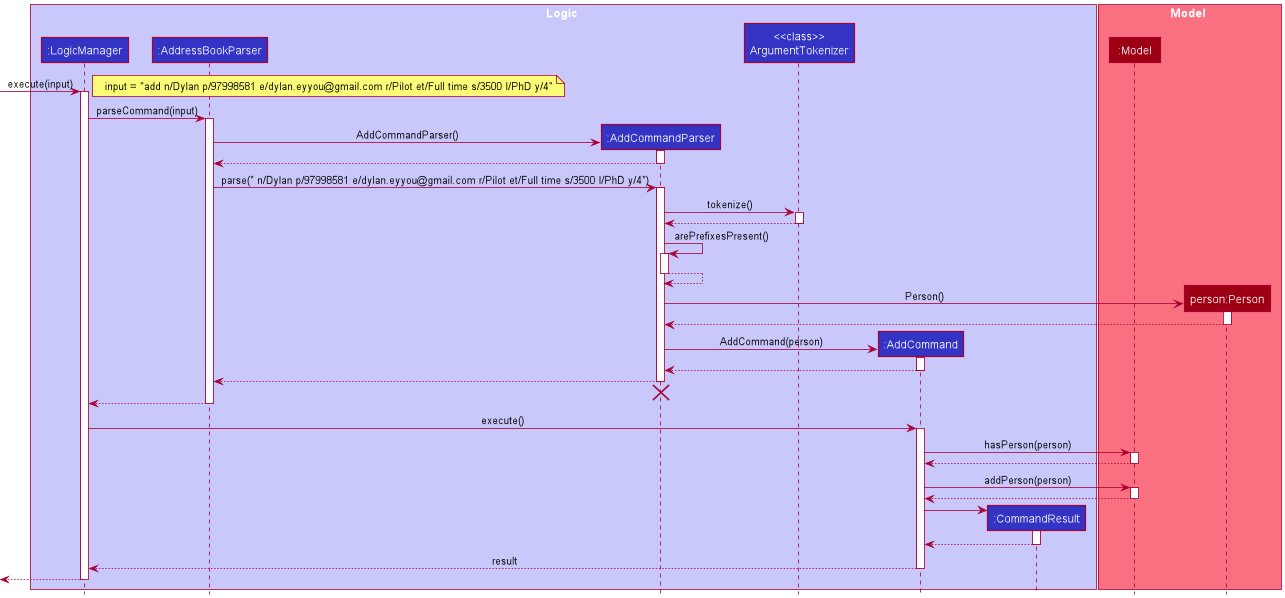 Logic
Model
<<class>>
ArgumentTokenizer
:LogicManager
:AddressBookParser
:Model
execute(input)
input = "add n/Dylan p/97998581 e/dylan.eyyou@gmail.com r/Pilot et/Full time s/3500 l/PhD y/4"
parseCommand(input)
AddCommandParser()
:AddCommandParser
parse(" n/Dylan p/97998581 e/dylan.eyyou@gmail.com r/Pilot et/Full time s/3500 l/PhD y/4")
tokenize()
arePrefixesPresent()
Person()
person:Person
AddCommand(person)
:AddCommand
execute()
hasPerson(person)
addPerson(person)
:CommandResult
result